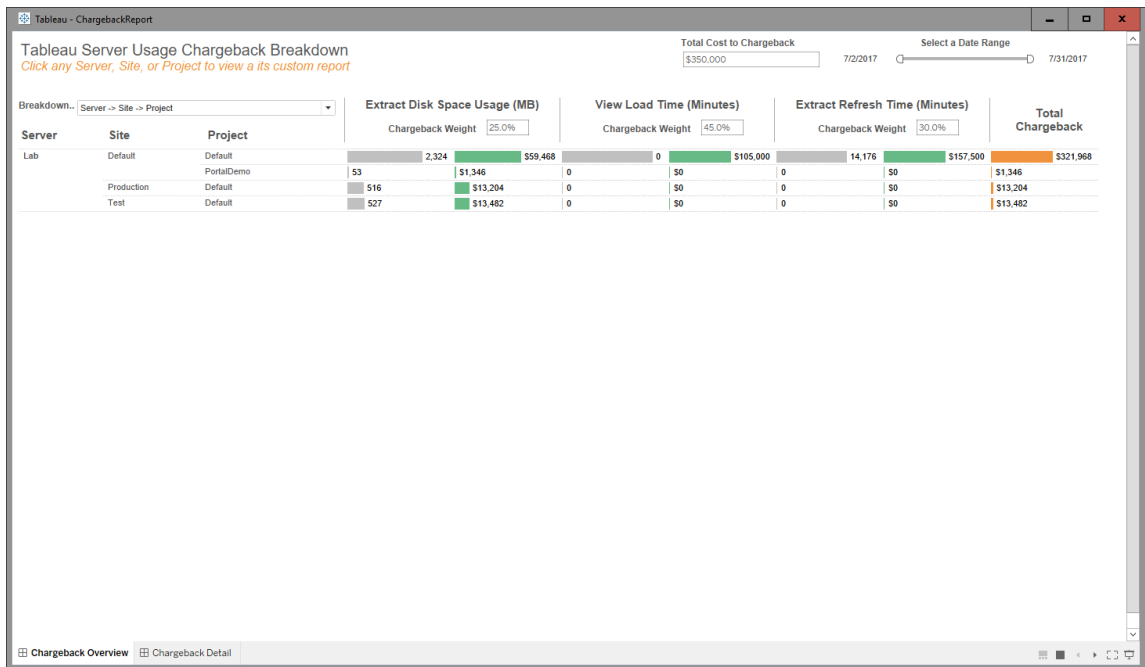 Tableau - ChargebackReport
Tableau Server Usage Chargeback Breakdown
Click any Server, Site, or Project to view a its custom report
Total Cost to Chargeback
$350,000
Select a Date Range
7/2/2017 7/31/2017
Breakdown.. Server -> Site -> Project
Extract Disk Space Usage (MB)
Chargeback Weight 25.0%
View Load Time (Minutes)
Chargeback Weight 45.0%
Extract Refresh Time (Minutes)
Chargeback Weight 30.0%
Total
Chargeback
Server Site Project
Lab Default Default 2,324 $59,468 0 $105,000 14,176 $157,500 $321,968
PortalDemo 53 $1,346 0 $0 0 $0 $1,346
Production Default 516 $13,204 0 $0 0 $0 $13,204
Test Default 527 $13,482 0 $0 0 $0 $13,482
Chargeback Overview Chargeback Detail